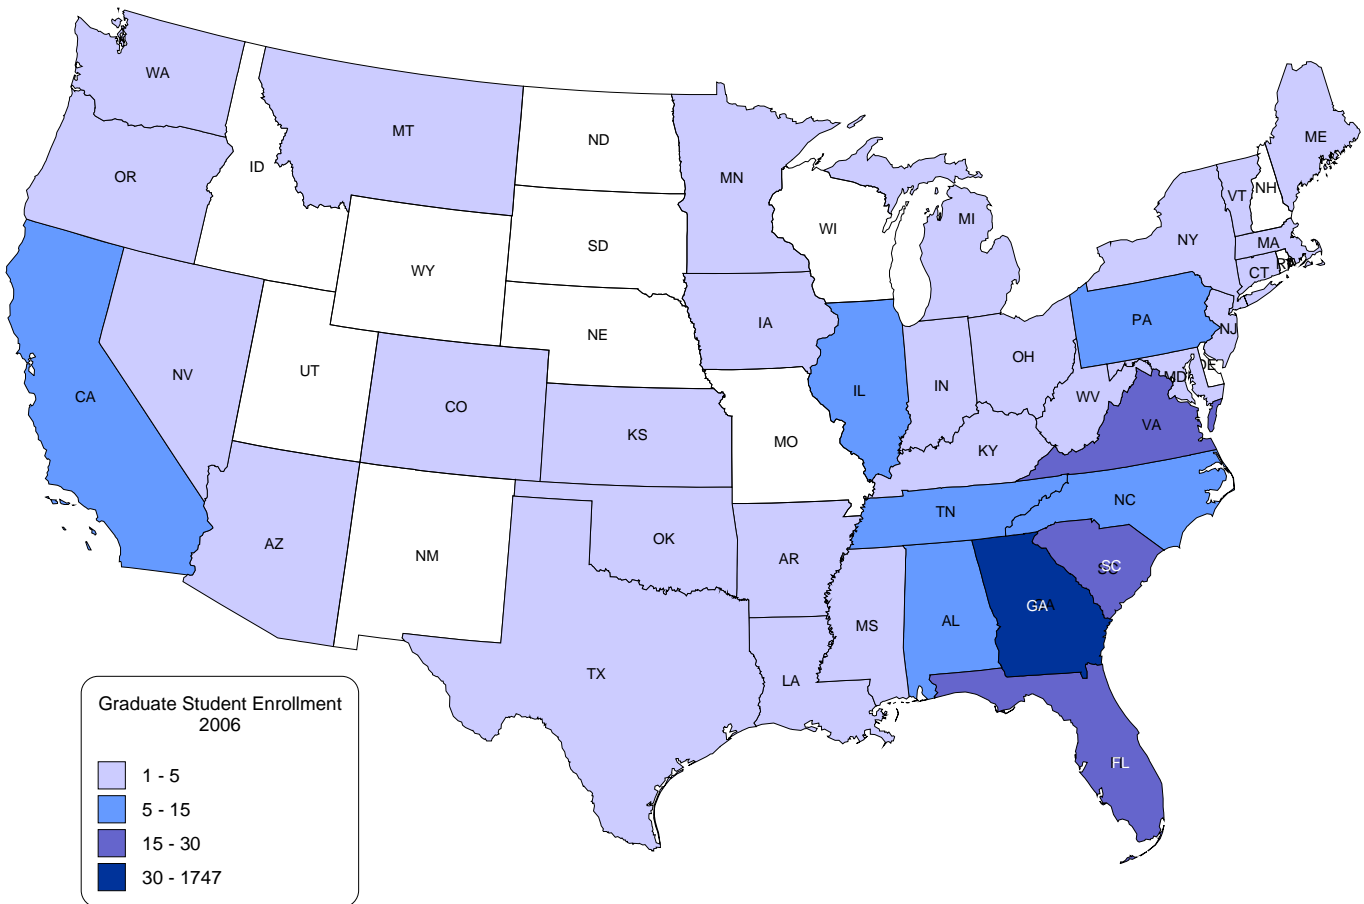 WA
MT
ND
ME
ID
OR
MN
VT
NH
MI
WI
NY
MA
SD
CT
RI
WY
PA
IA
NJ
NE
OH
DE
UT
NV
IN
MD
IL
CA
WV
CO
VA
KS
MO
KY
NC
TN
OK
AZ
NM
AR
SC
GA
MS
AL
TX
LA
FL
Graduate Student Enrollment
2006
1 - 5
5 - 15
15 - 30
30 - 1747